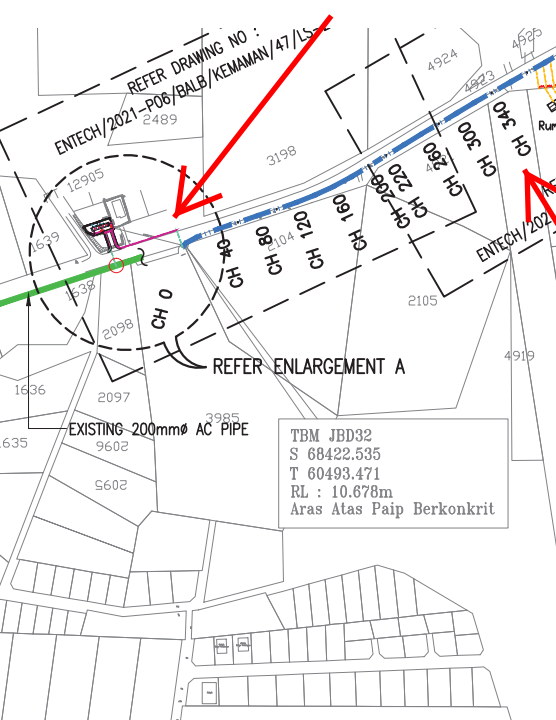 REFER DRAWING NO :
ENTECH/2021-P06/BALB/KEMAMAN/47/LS-
4925
4924
4923
2489
3198
12905
1639
1638
2098
2104
2105
4919
CH 0
CH 40
CH 80
CH 120
CH 160
CH 200
CH 220
CH 260
CH 300
CH 340
Rum
ENTECH/202
REFER ENLARGEMENT A
1636
2097
3985
EXISTING 200mmø AC PIPE
1635
2096
2095
TBM JBD32
S 68422.535
T 60493.471
RL : 10.678m
Aras Atas Paip Berkonkrit